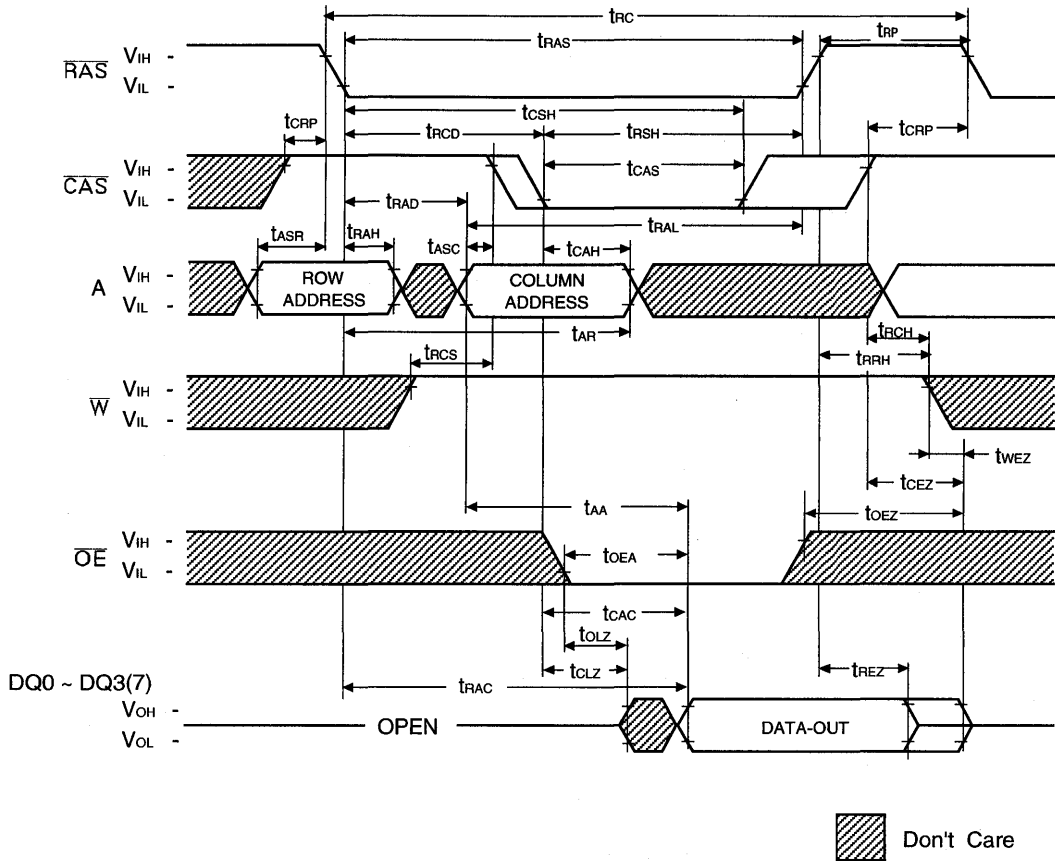 tRC
tRAS
tRP
RAS
VIH -
VIL -
tCSH
tCRP
tRCD
tRSH
tCRP
CAS
VIH -
VIL -
tCAS
tRAD
tRAL
tASR
tRAH
tASC
tCAH
A
VIH -
VIL -
ROW
ADDRESS
COLUMN
ADDRESS
tAR
tRCH
tRCS
tRRH
W
VIH -
VIL -
tWEZ
tCEZ
tAA
tOEZ
OE
VIH -
VIL -
tOEA
tCAC
tOLZ
tCLZ
tREZ
DQ0 ~ DQ3(7)
tRAC
VOH -
VOL -
OPEN
DATA-OUT
Don't Care